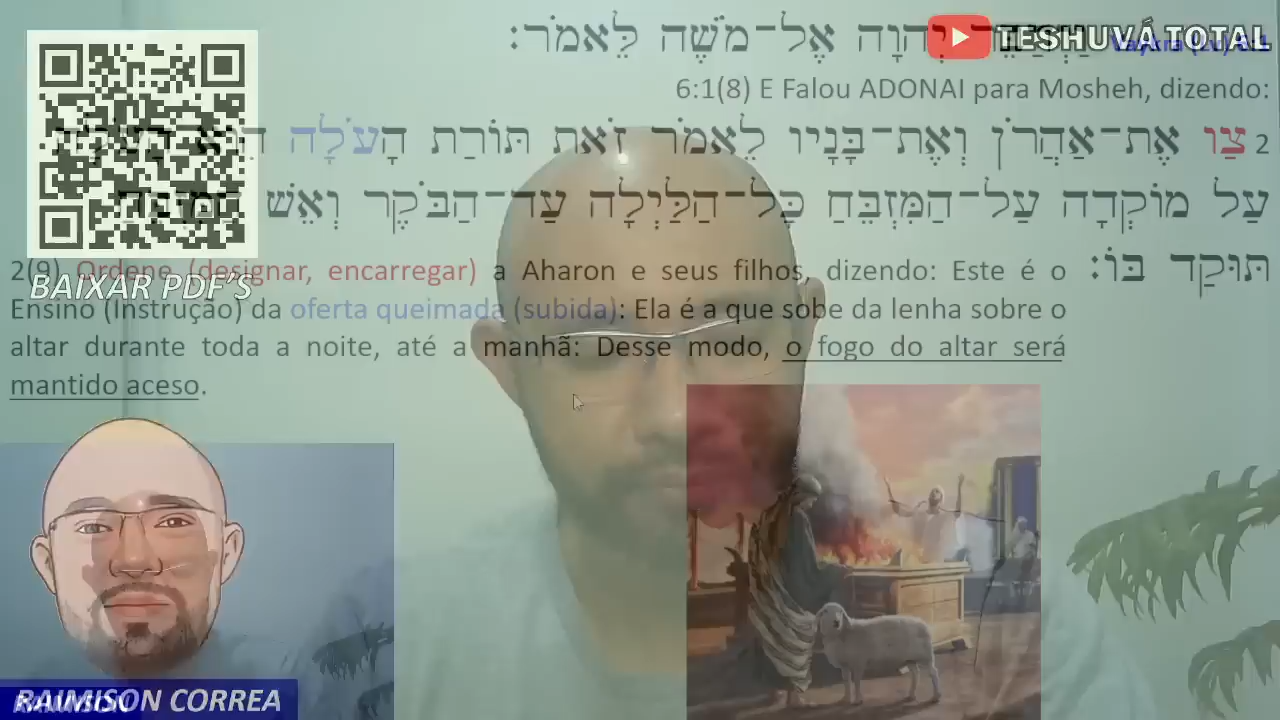 TESHUVÁ TOTAL
יְהוָה אֶל־מֹשֶׁה לֵּאמֹר׃
6:1(8) E Falou ADONAI para Mosheh, dizendo:
2 צַו אֶת־אַהֲרֹן וְאֶת־בָּנָיו לֵאמֹר זֹאת תּוֹרַת הָעֹלָה הִוא הָעֹלָה
עַל מוֹקְדָה עַל־הַמִּזְבֵּחַ כָּל־הַלַּיְלָה עַד־הַבֹּקֶר וְאֵשׁ הַמִּזְבֵּחַ
תּוּקַד בּוֹ׃
2(9) Ordene (designar, encarregar) a Aharon e seus filhos, dizendo: Este é o
Ensino (Instrução) da oferta queimada (subida): Ela é a que sobe da lenha sobre o
altar durante toda a noite, até a manhã: Desse modo, o fogo do altar será
mantido aceso.
BAIXAR PDF'S
RAIMISON CORREA